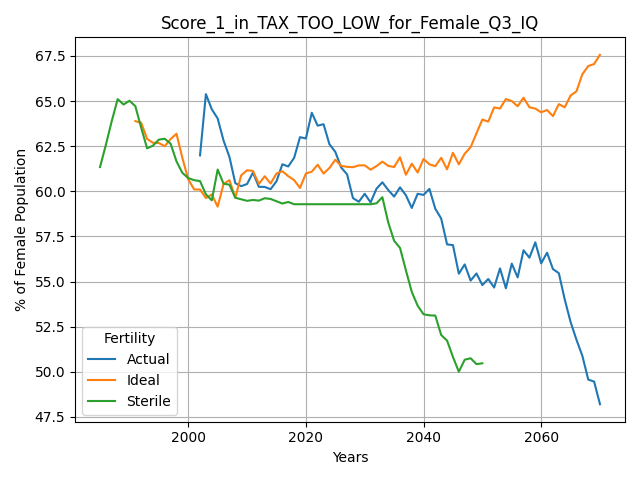 Score_1_in_TAX_TOO_LOW_for_Female_Q3_IQ
% of Female Population
67.5
65.0
62.5
60.0
57.5
55.0
52.5
50.0
47.5
Fertility
Actual
Ideal
Sterile
2000
2020
2040
2060
Years